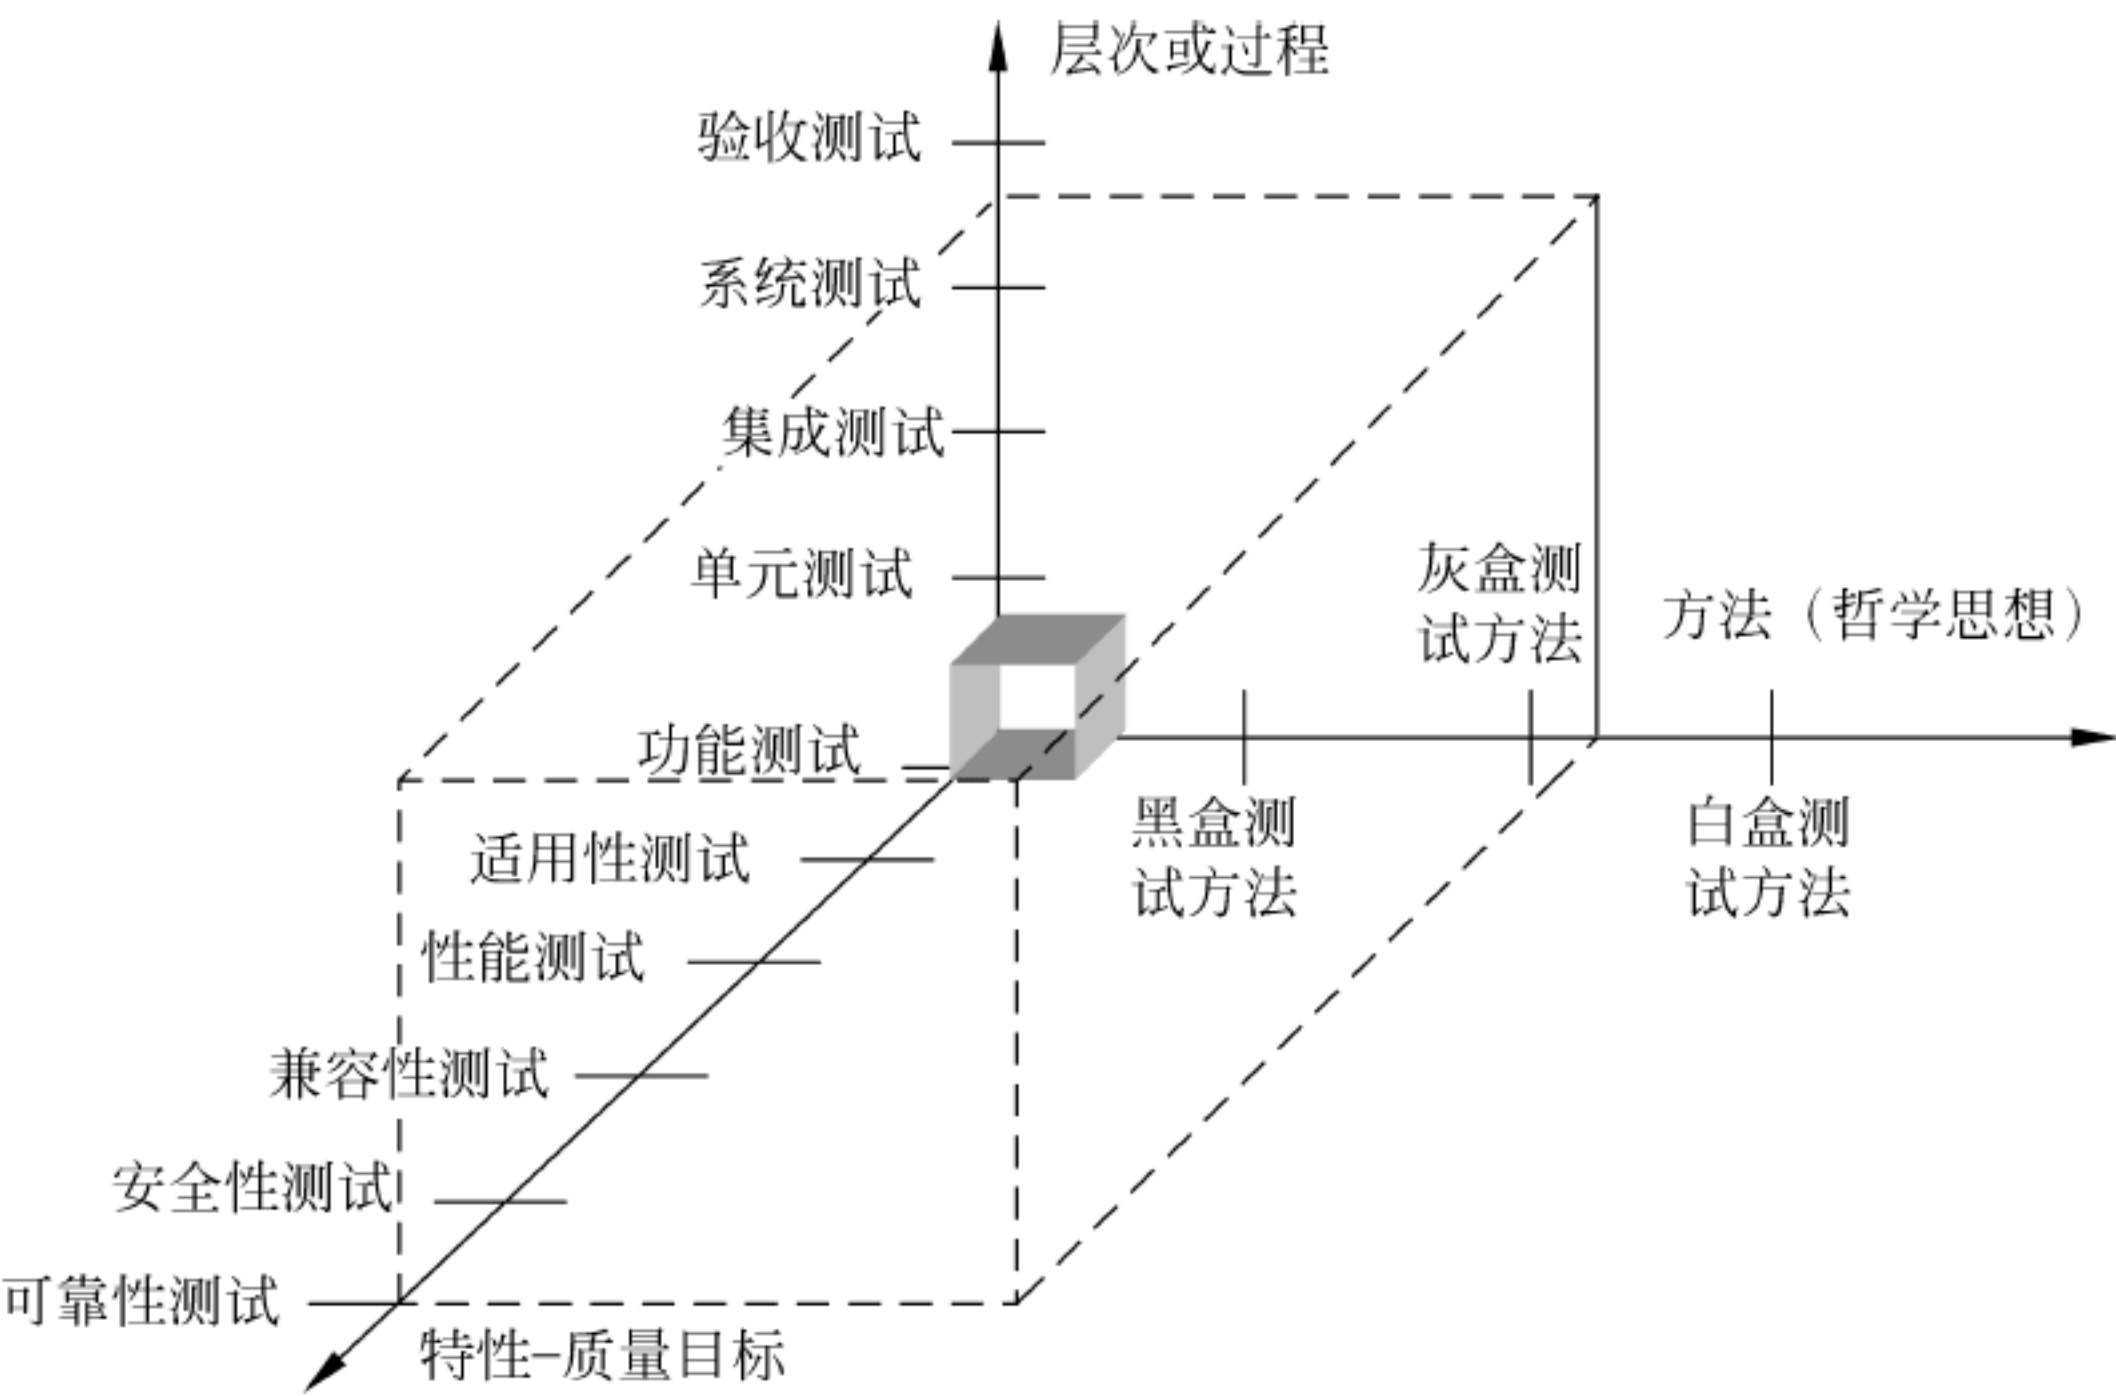 层次或过程
验收测试
系统测试
集成测试
单元测试
灰盒测
试方法
方法（哲学思想）
功能测试
黑盒测
试方法
白盒测
试方法
适用性测试
性能测试
兼容性测试
安全性测试
可靠性测试
特性-质量目标